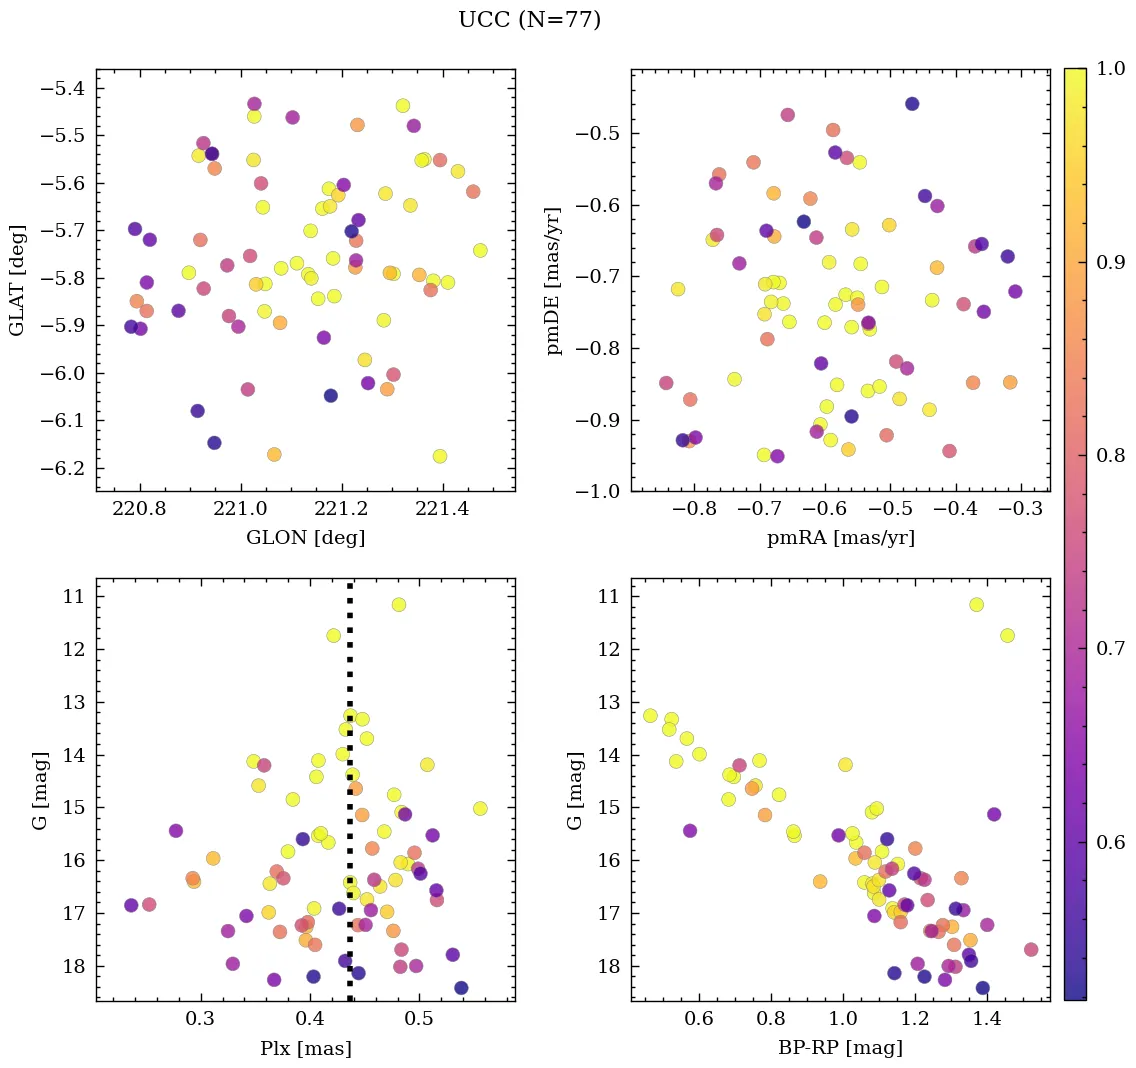 UCC (N=77)
−5.4
−5.5
−5.6
−5.7
−5.8
−5.9
−6.0
−6.1
−6.2
GLAT [deg]
220.8 221.0 221.2 221.4
GLON [deg]
−0.5
−0.6
−0.7
−0.8
−0.9
−1.0
pmDE [mas/yr]
−0.8 −0.7 −0.6 −0.5 −0.4 −0.3
pmRA [mas/yr]
11
12
13
14
15
16
17
18
G [mag]
0.3 0.4 0.5
Plx [mas]
11
12
13
14
15
16
17
18
G [mag]
0.6 0.8 1.0 1.2 1.4
BP-RP [mag]
1.0
0.9
0.8
0.7
0.6